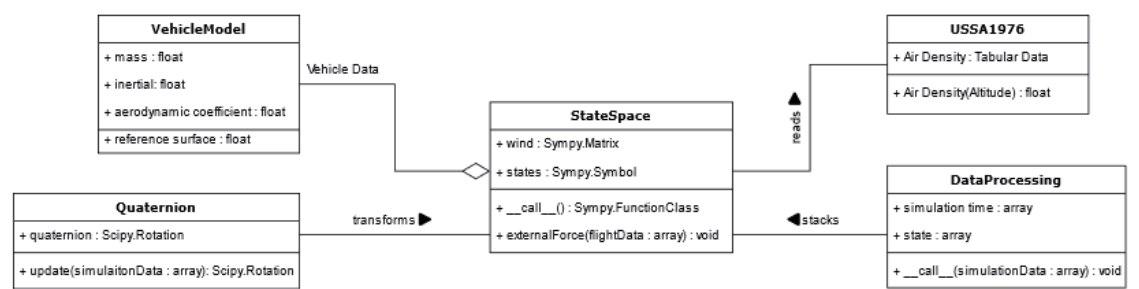 VehicleModel
+ mass : float
+ inertial: float
+ aerodynamic coefficient : float
+ reference surface : float
Vehicle Data
USSA1976
+ Air Density : Tabular Data
+ Air Density(Altitude) : float
reads
StateSpace
+ wind : Sympy.Matrix
+ states : Sympy.Symbol
+ __call__() : Sympy.FunctionClass
+ externalForce(flightData : array) : void
Quaternion
+ quaternion : Scipy.Rotation
+ update(simulaitonData : array): Scipy.Rotation
transforms
stacks
DataProcessing
+ simulation time : array
+ state : array
+ __call__(simulationData : array) : void